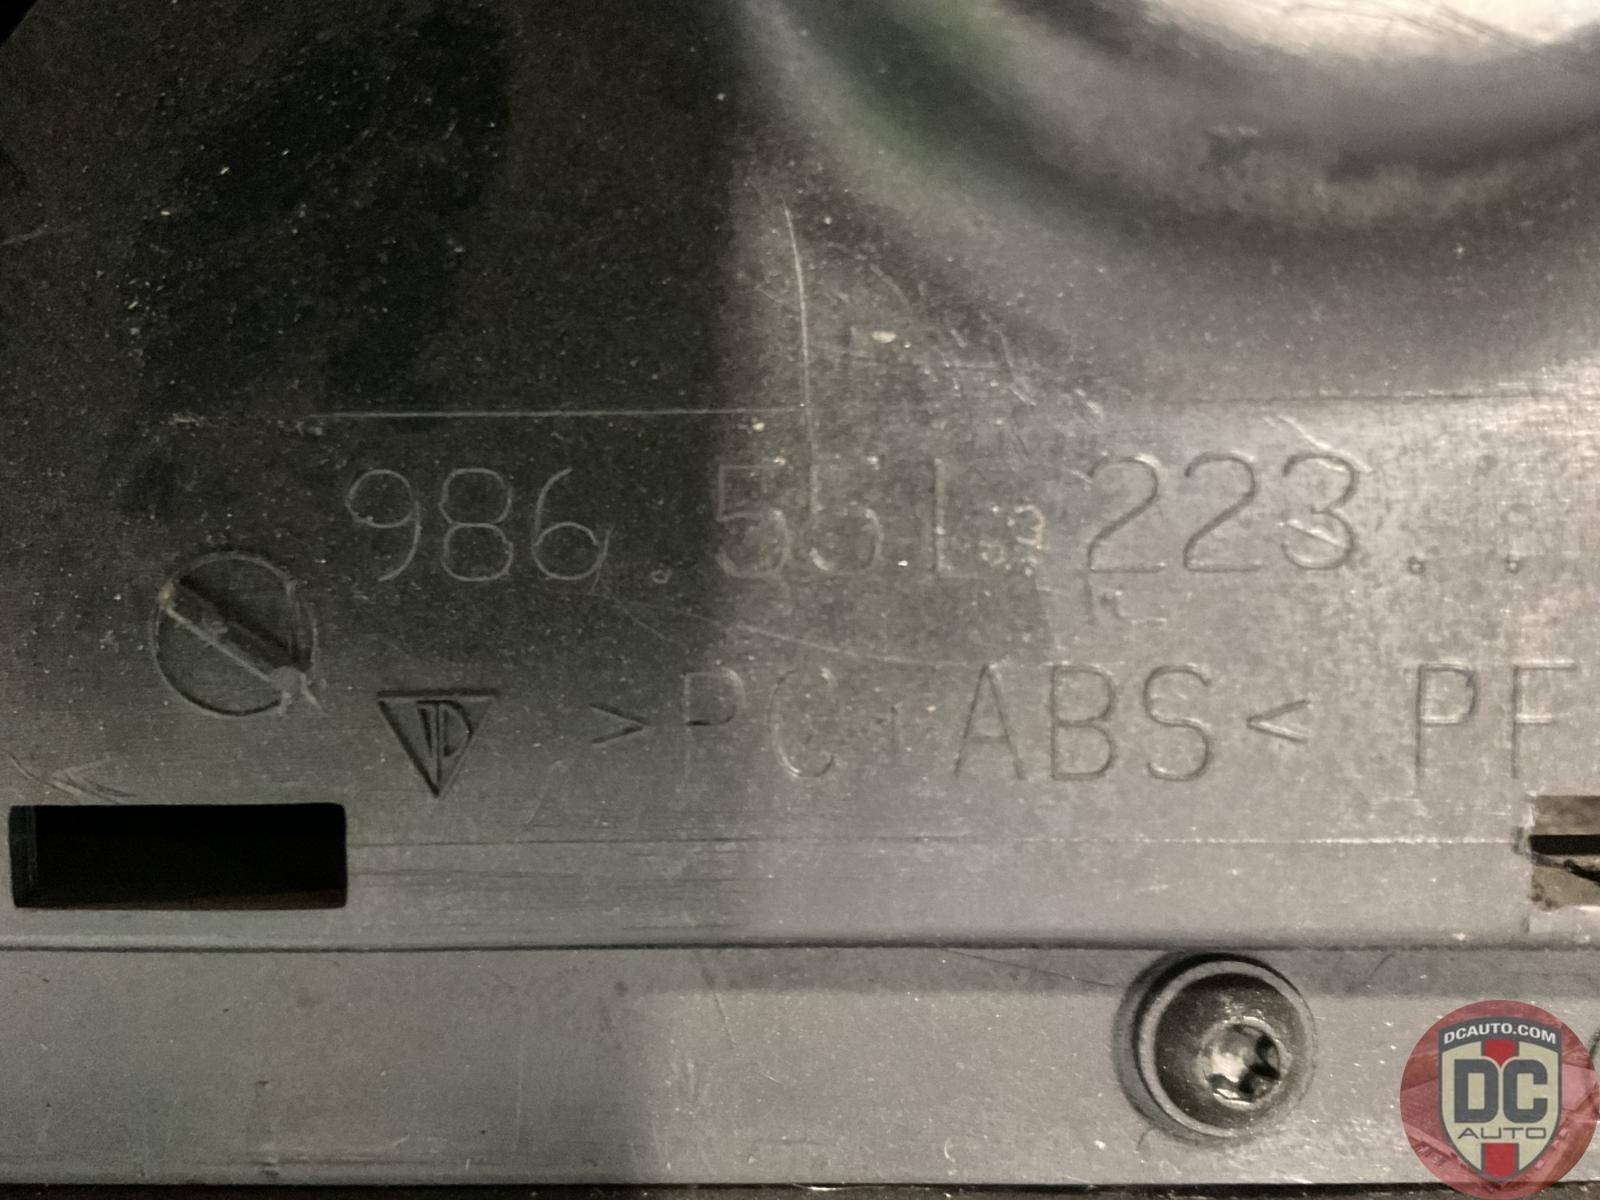 986.551.223..
>PC+ABS< PF
DCAUTO.COM
DC
AUTO